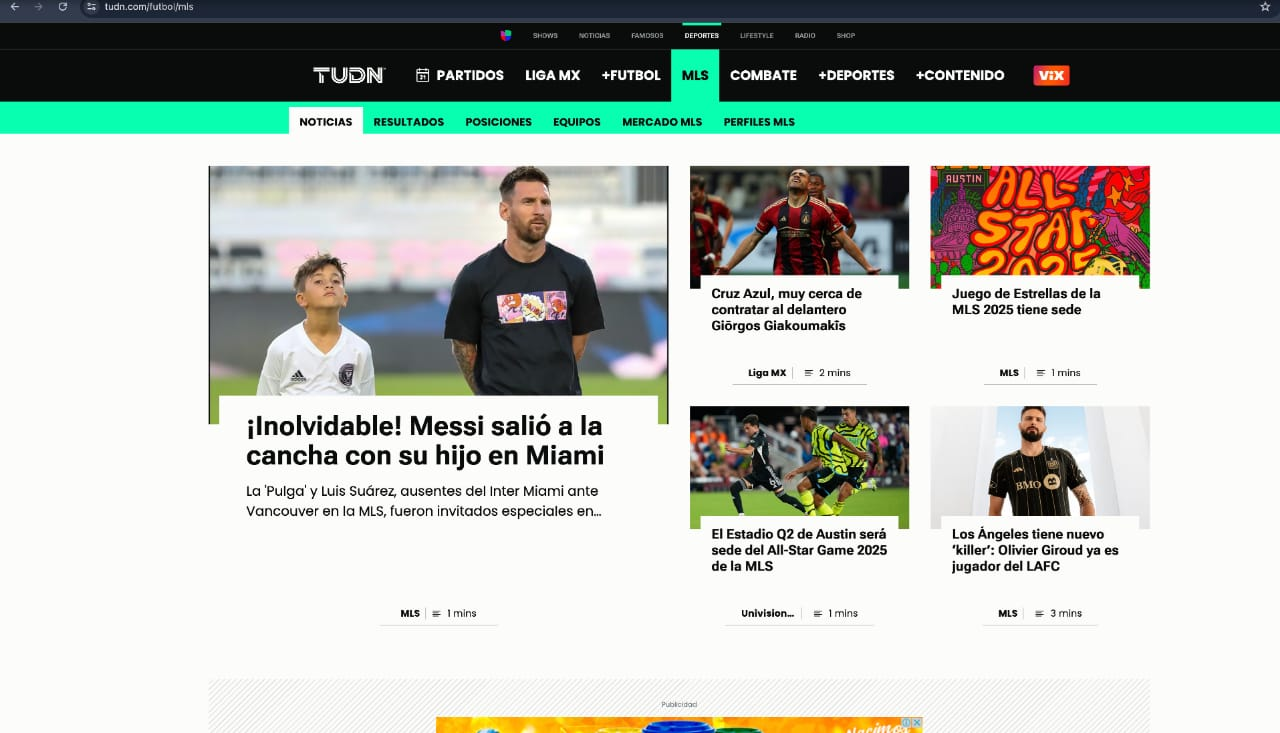 tudn.com/futbol/mls
SHOWS NOTICIAS FAMOSOS DEPORTES LIFESTYLE RADIO SHOP
TUDN PARTIDOS LIGA MX +FUTBOL MLS COMBATE +DEPORTES +CONTENIDO ViX
NOTICIAS RESULTADOS POSICIONES EQUIPOS MERCADO MLS PERFILES MLS
¡Inolvidable! Messi salió a la
cancha con su hijo en Miami
La 'Pulga' y Luis Suárez, ausentes del Inter Miami ante
Vancouver en la MLS, fueron invitados especiales en...
MLS 1 mins
Cruz Azul, muy cerca de
contratar al delantero
Giōrgos Giakoumakīs
Liga MX 2 mins
AUSTIN
ALL-
STAR
2025
Juego de Estrellas de la
MLS 2025 tiene sede
MLS 1 mins
El Estadio Q2 de Austin será
sede del All-Star Game 2025
de la MLS
Univision... 1 mins
BMO
Los Ángeles tiene nuevo
‘killer’: Olivier Giroud ya es
jugador del LAFC
MLS 3 mins
Publicidad
Nacimos